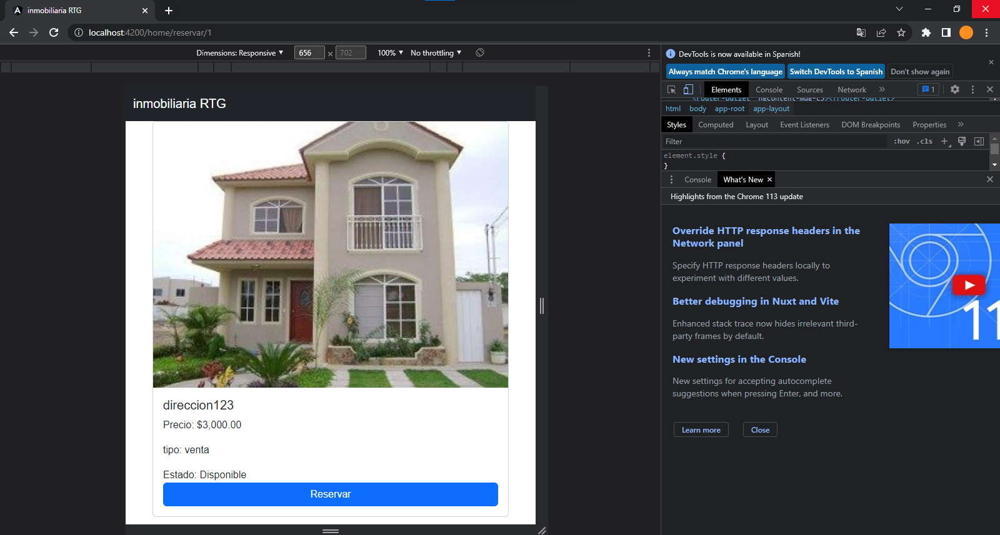 inmobiliaria RTG
localhost:4200/home/reservar/1
Dimensions: Responsive
656 × 702
100%
No throttling
DevTools is now available in Spanish!
Always match Chrome's language
Switch DevTools to Spanish
Don't show again
Elements
Console
Sources
Network
1
html
body
app-root
app-layout
Styles
Computed
Layout
Event Listeners
DOM Breakpoints
Properties
Filter
:hov
.cls
element.style {
}
Console
What's New
Highlights from the Chrome 113 update
Override HTTP response headers in the
Network panel
Specify HTTP response headers locally to
experiment with different values.
Better debugging in Nuxt and Vite
Enhanced stack trace now hides irrelevant third-
party frames by default.
New settings in the Console
New settings for accepting autocomplete
suggestions when pressing Enter, and more.
Learn more
Close
11
inmobiliaria RTG
direccion123
Precio: $3,000.00
tipo: venta
Estado: Disponible
Reservar